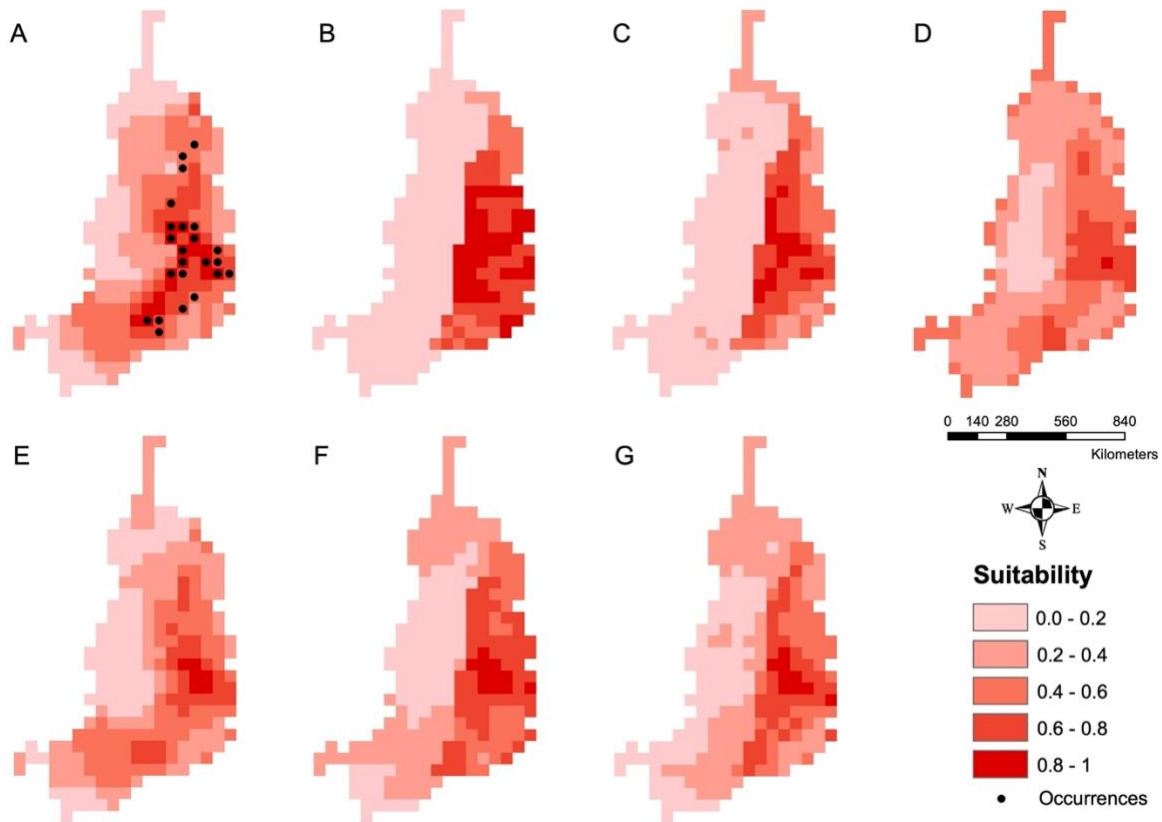 A
B
C
D
0 140 280 560 840
Kilometers
E
F
G
N
W E
S
Suitability
0.0 - 0.2
0.2 - 0.4
0.4 - 0.6
0.6 - 0.8
0.8 - 1
Occurrences